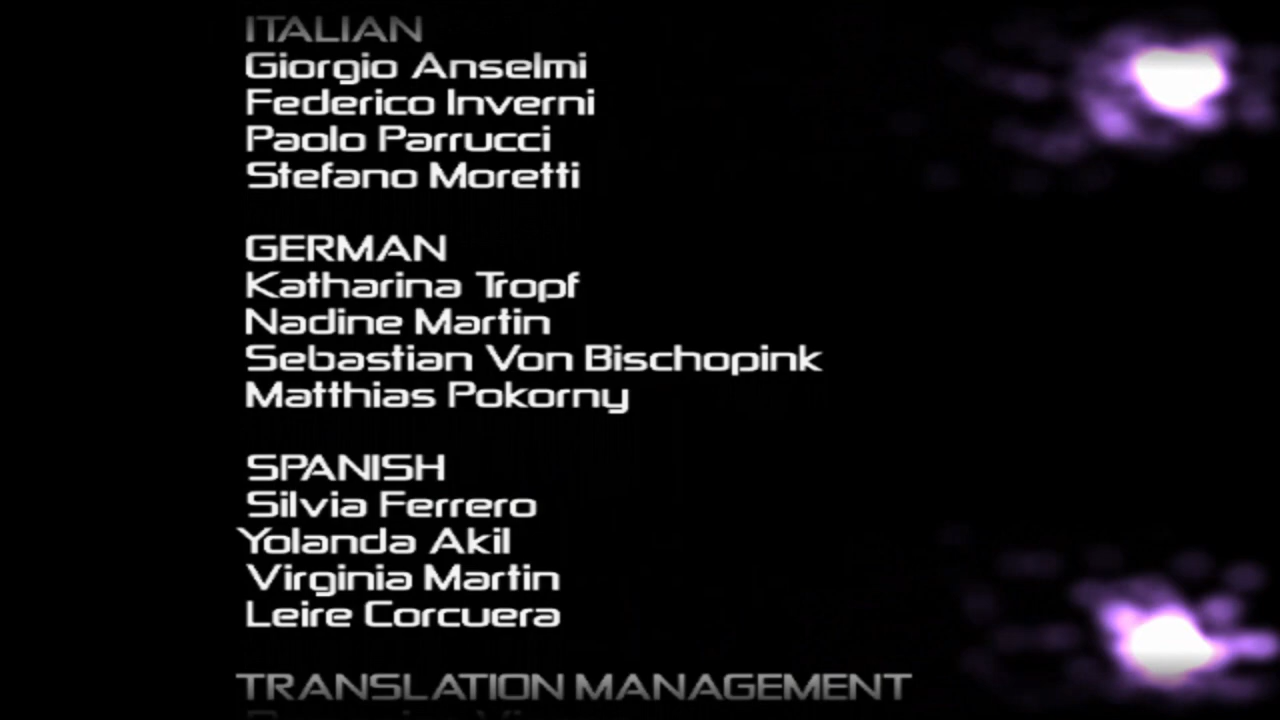 ITALIAN
Giorgio Anselmi
Federico Inverni
Paolo Parrucci
Stefano Moretti
GERMAN
Katharina Tropf
Nadine Martin
Sebastian Von Bischopink
Matthias Pokorny
SPANISH
Silvia Ferrero
Yolanda Akil
Virginia Martin
Leire Corcuera
TRANSLATION MANAGEMENT